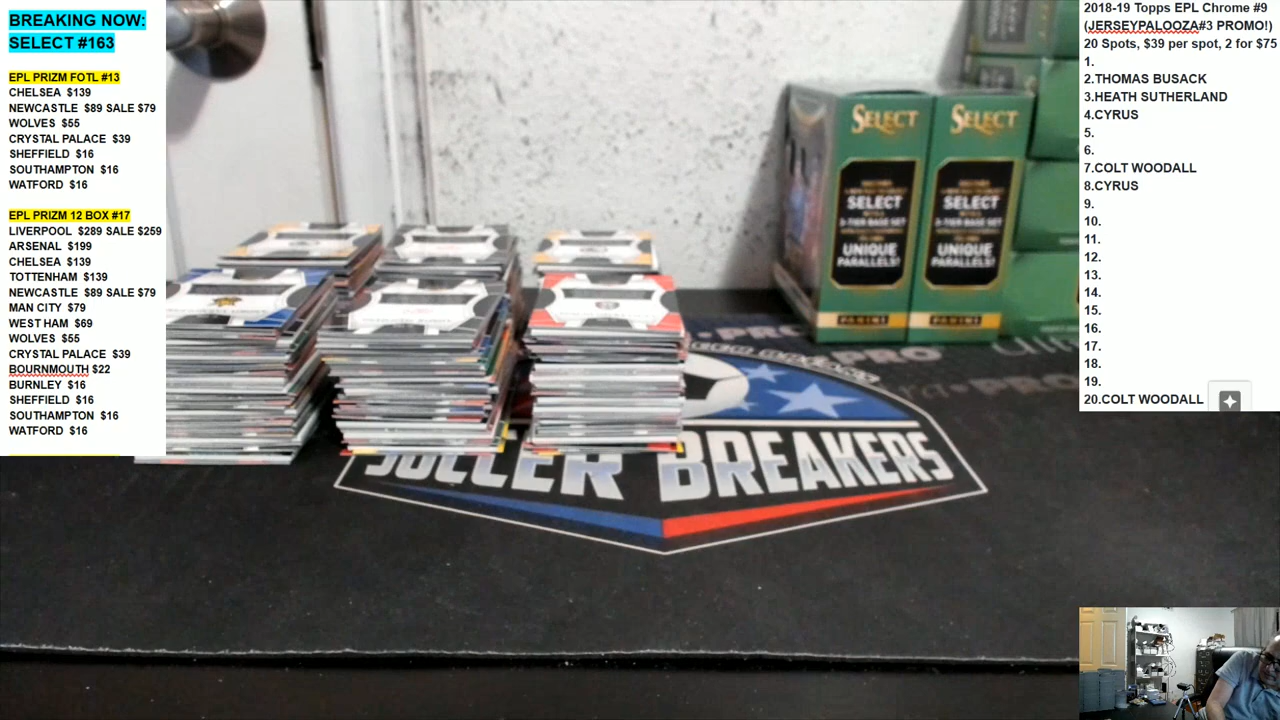 BREAKING NOW:
SELECT #163
EPL PRIZM FOTL #13
CHELSEA $139
NEWCASTLE $89 SALE $79
WOLVES $55
CRYSTAL PALACE $39
SHEFFIELD $16
SOUTHAMPTON $16
WATFORD $16
EPL PRIZM 12 BOX #17
LIVERPOOL $289 SALE $259
ARSENAL $199
CHELSEA $139
TOTTENHAM $139
NEWCASTLE $89 SALE $79
MAN CITY $79
WEST HAM $69
WOLVES $55
CRYSTAL PALACE $39
BOURNMOUTH $22
BURNLEY $16
SHEFFIELD $16
SOUTHAMPTON $16
WATFORD $16
2018-19 Topps EPL Chrome #9
(JERSEYPALOOZA#3 PROMO!)
20 Spots, $39 per spot, 2 for $75
1.
2.THOMAS BUSACK
3.HEATH SUTHERLAND
4.CYRUS
5.
6.
7.COLT WOODALL
8.CYRUS
9.
10.
11.
12.
13.
14.
15.
16.
17.
18.
19.
20.COLT WOODALL
SELECT
SELECT
UNIQUE
PARALLELS!
PANINI
SELECT
SELECT
UNIQUE
PARALLELS!
PANINI
SOCCER BREAKERS